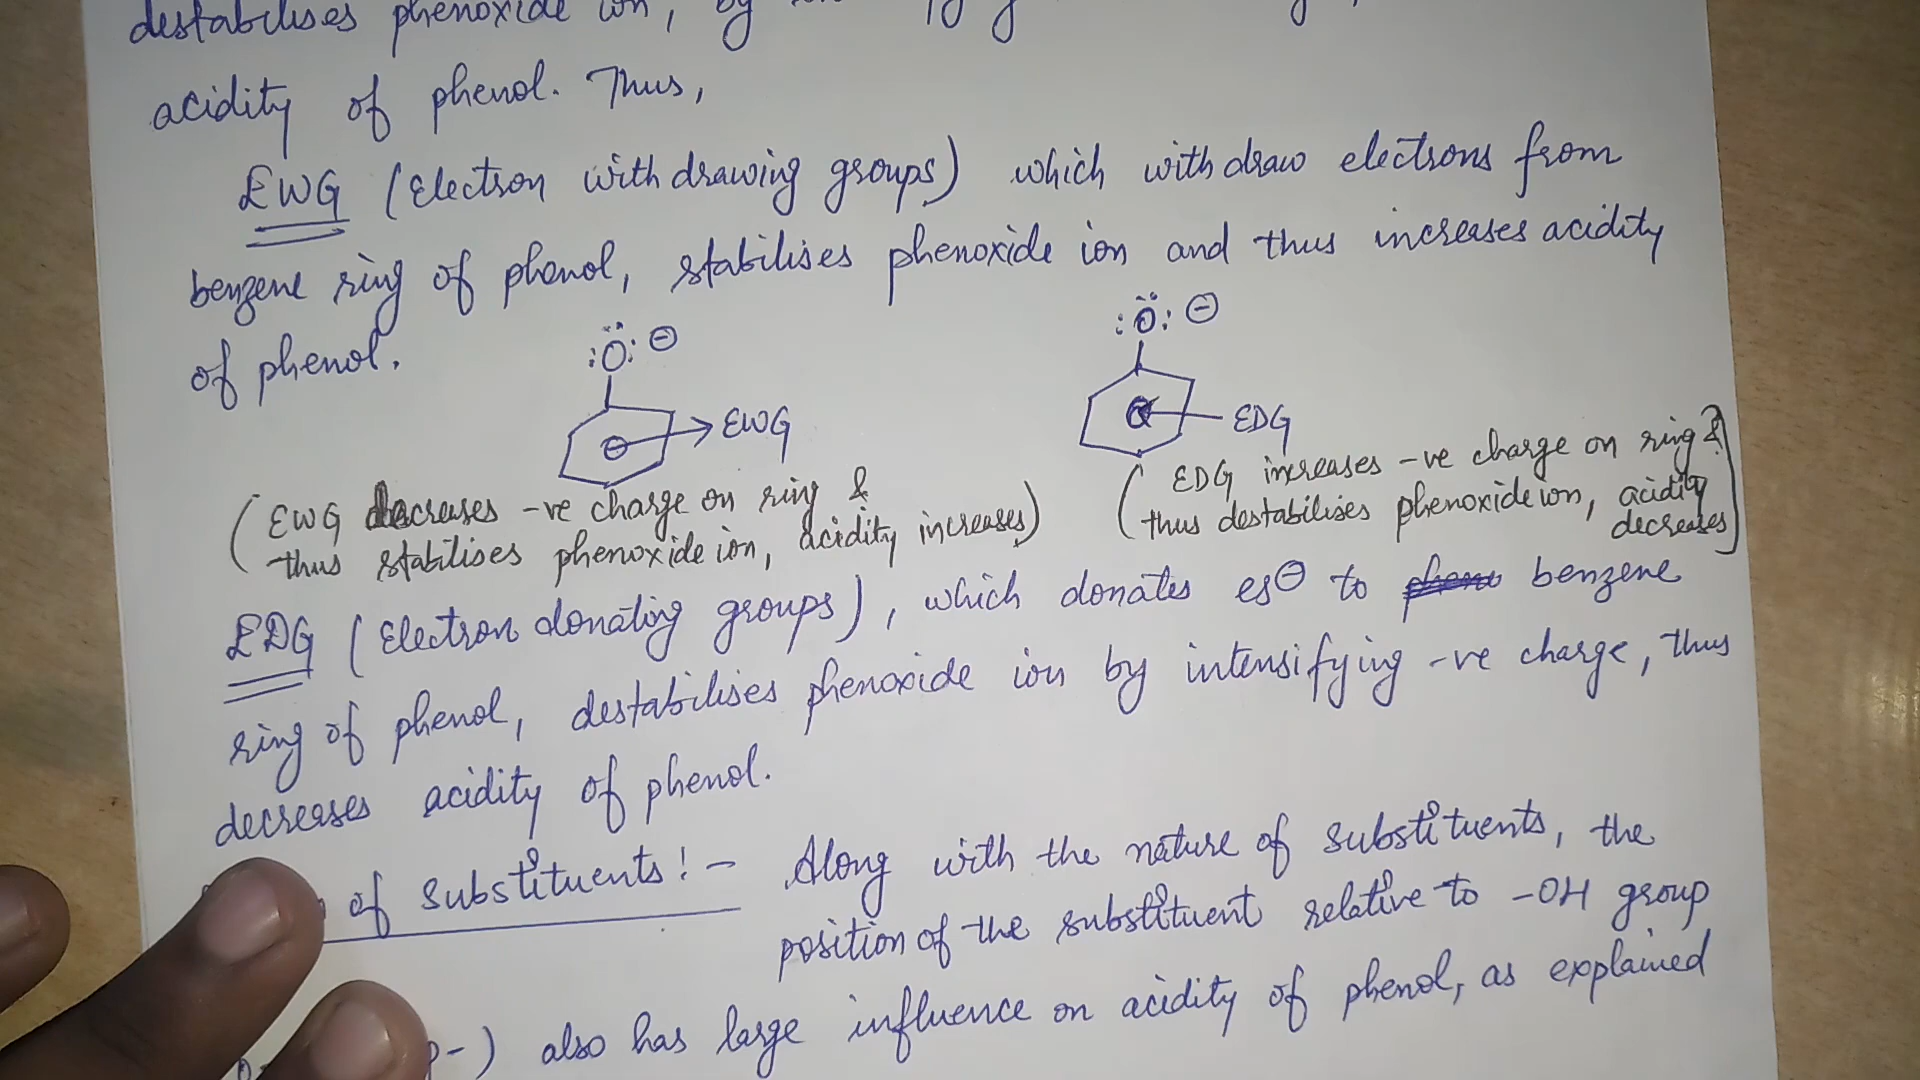 destabilises phenoxide ion, by
acidity of phenol. Thus,
EWG (Electron withdrawing groups) which withdraw electrons from
benzene ring of phenol, stabilises phenoxide ion and thus increases acidity
of phenol.
:Ö: ⊖
→ EWG
:Ö: ⊖
EDG
(EWG decreases -ve charge on ring &
thus stabilises phenoxide ion, acidity increases)
(EDG increases -ve charge on ring &
thus destabilises phenoxide ion, acidity
decreases)
EDG (Electron donating groups), which donates es⊖ to benzene
ring of phenol, destabilises phenoxide ion by intensifying -ve charge, thus
decreases acidity of phenol.
of substituents:- Along with the nature of substituents, the
position of the substituent relative to -OH group
p-) also has large influence on acidity of phenol, as explained